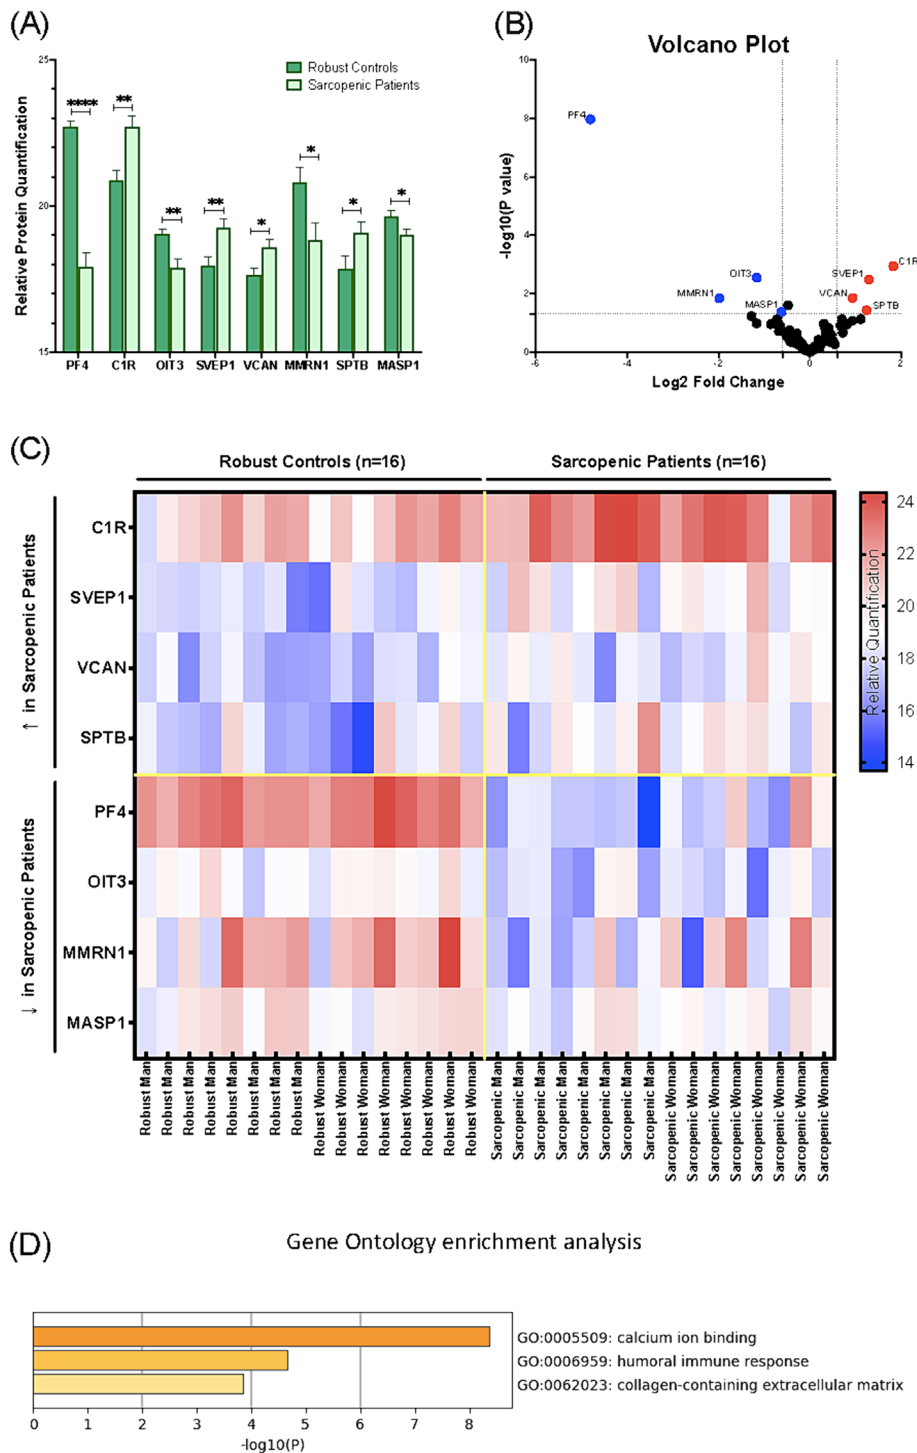 (A)
25
20
15
Relative Protein Quantification
Robust Controls
Sarcopenic Patients
****
**
**
**
*
*
*
*
PF4 C1R OIT3 SVEP1 VCAN MMRN1 SPTB MASP1
(B)
Volcano Plot
10
8
6
4
2
0
-log10(P value)
PF4
C1R
SVEP1
OIT3
VCAN
MMRN1
SPTB
MASP1
-6 -4 -2 0 2
Log2 Fold Change
(C)
Robust Controls (n=16)
Sarcopenic Patients (n=16)
↑ in Sarcopenic Patients
↓ in Sarcopenic Patients
C1R
SVEP1
VCAN
SPTB
PF4
OIT3
MMRN1
MASP1
24
22
20
18
16
14
Relative Quantification
Robust Man
Robust Man
Robust Man
Robust Man
Robust Man
Robust Man
Robust Man
Robust Man
Robust Woman
Robust Woman
Robust Woman
Robust Woman
Robust Woman
Robust Woman
Robust Woman
Robust Woman
Sarcopenic Man
Sarcopenic Man
Sarcopenic Man
Sarcopenic Man
Sarcopenic Man
Sarcopenic Man
Sarcopenic Man
Sarcopenic Man
Sarcopenic Woman
Sarcopenic Woman
Sarcopenic Woman
Sarcopenic Woman
Sarcopenic Woman
Sarcopenic Woman
Sarcopenic Woman
Sarcopenic Woman
(D)
Gene Ontology enrichment analysis
GO:0005509: calcium ion binding
GO:0006959: humoral immune response
GO:0062023: collagen-containing extracellular matrix
0 1 2 3 4 5 6 7 8
-log10(P)